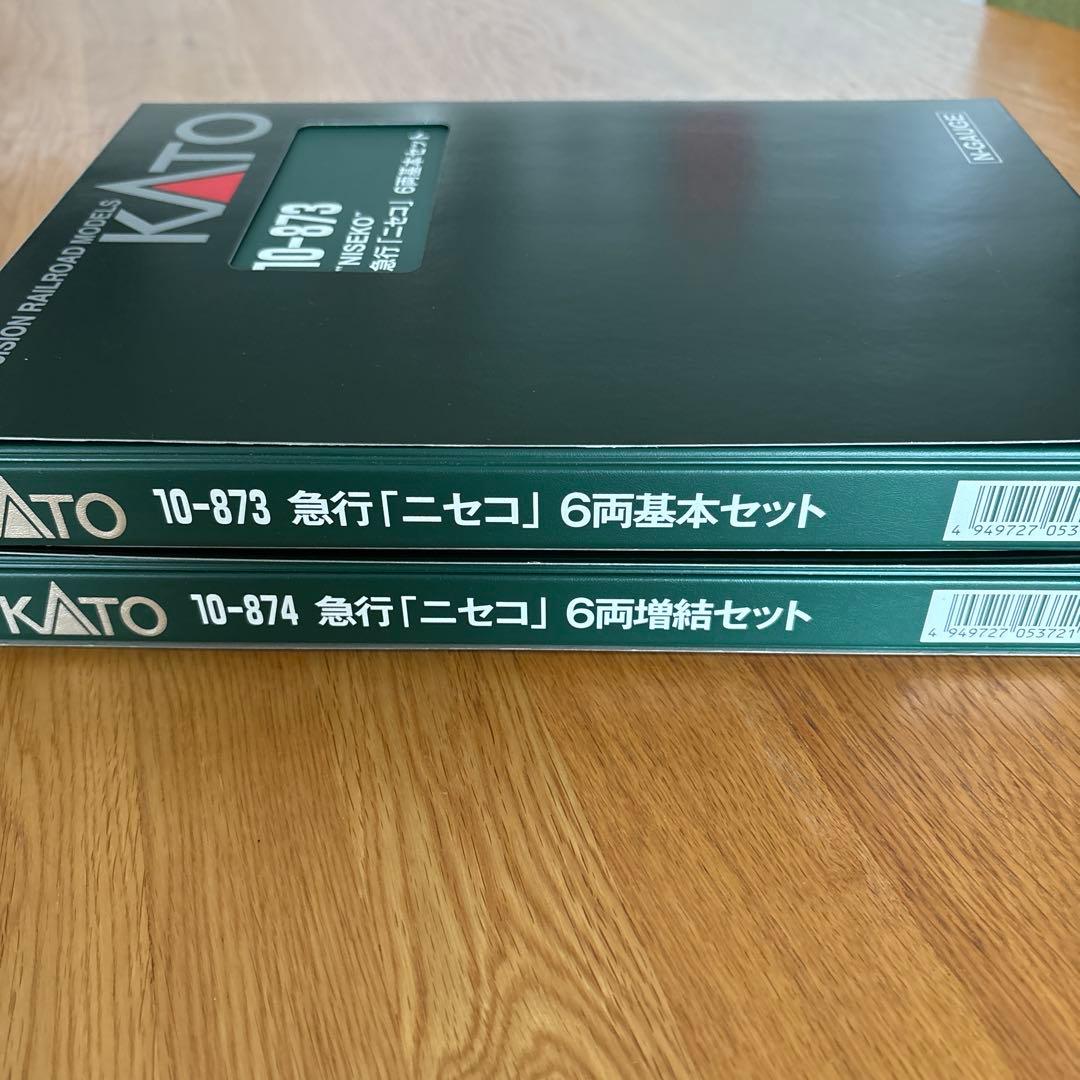 KATO
RAILROAD MODELS
10-873
"NISEKO"
急行「ニセコ」 6両基本セット
N-GAUGE
KATO 10-873 急行「ニセコ」 6両基本セット
4 949727 053
KATO 10-874 急行「ニセコ」 6両増結セット
4 949727 053721